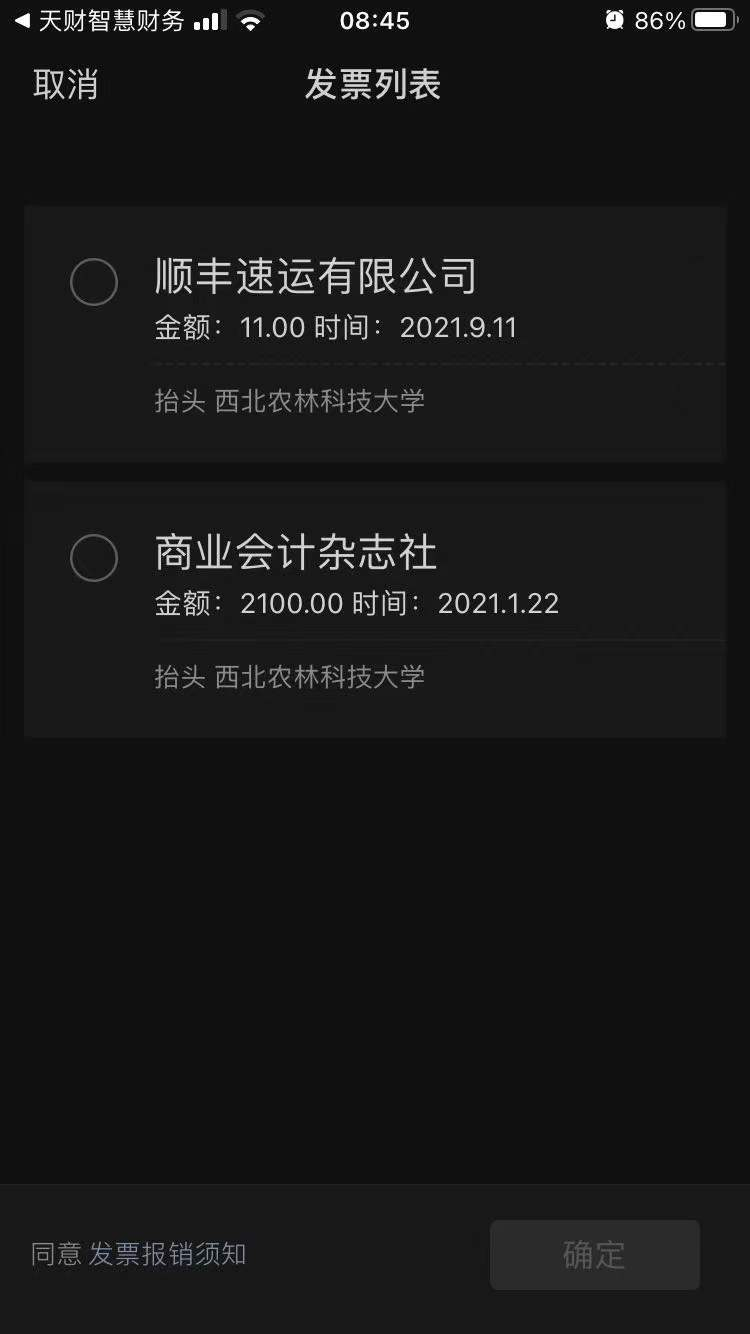 天财智慧财务 08:45 86%
取消 发票列表
顺丰速运有限公司
金额：11.00 时间：2021.9.11
抬头 西北农林科技大学
商业会计杂志社
金额：2100.00 时间：2021.1.22
抬头 西北农林科技大学
同意 发票报销须知 确定